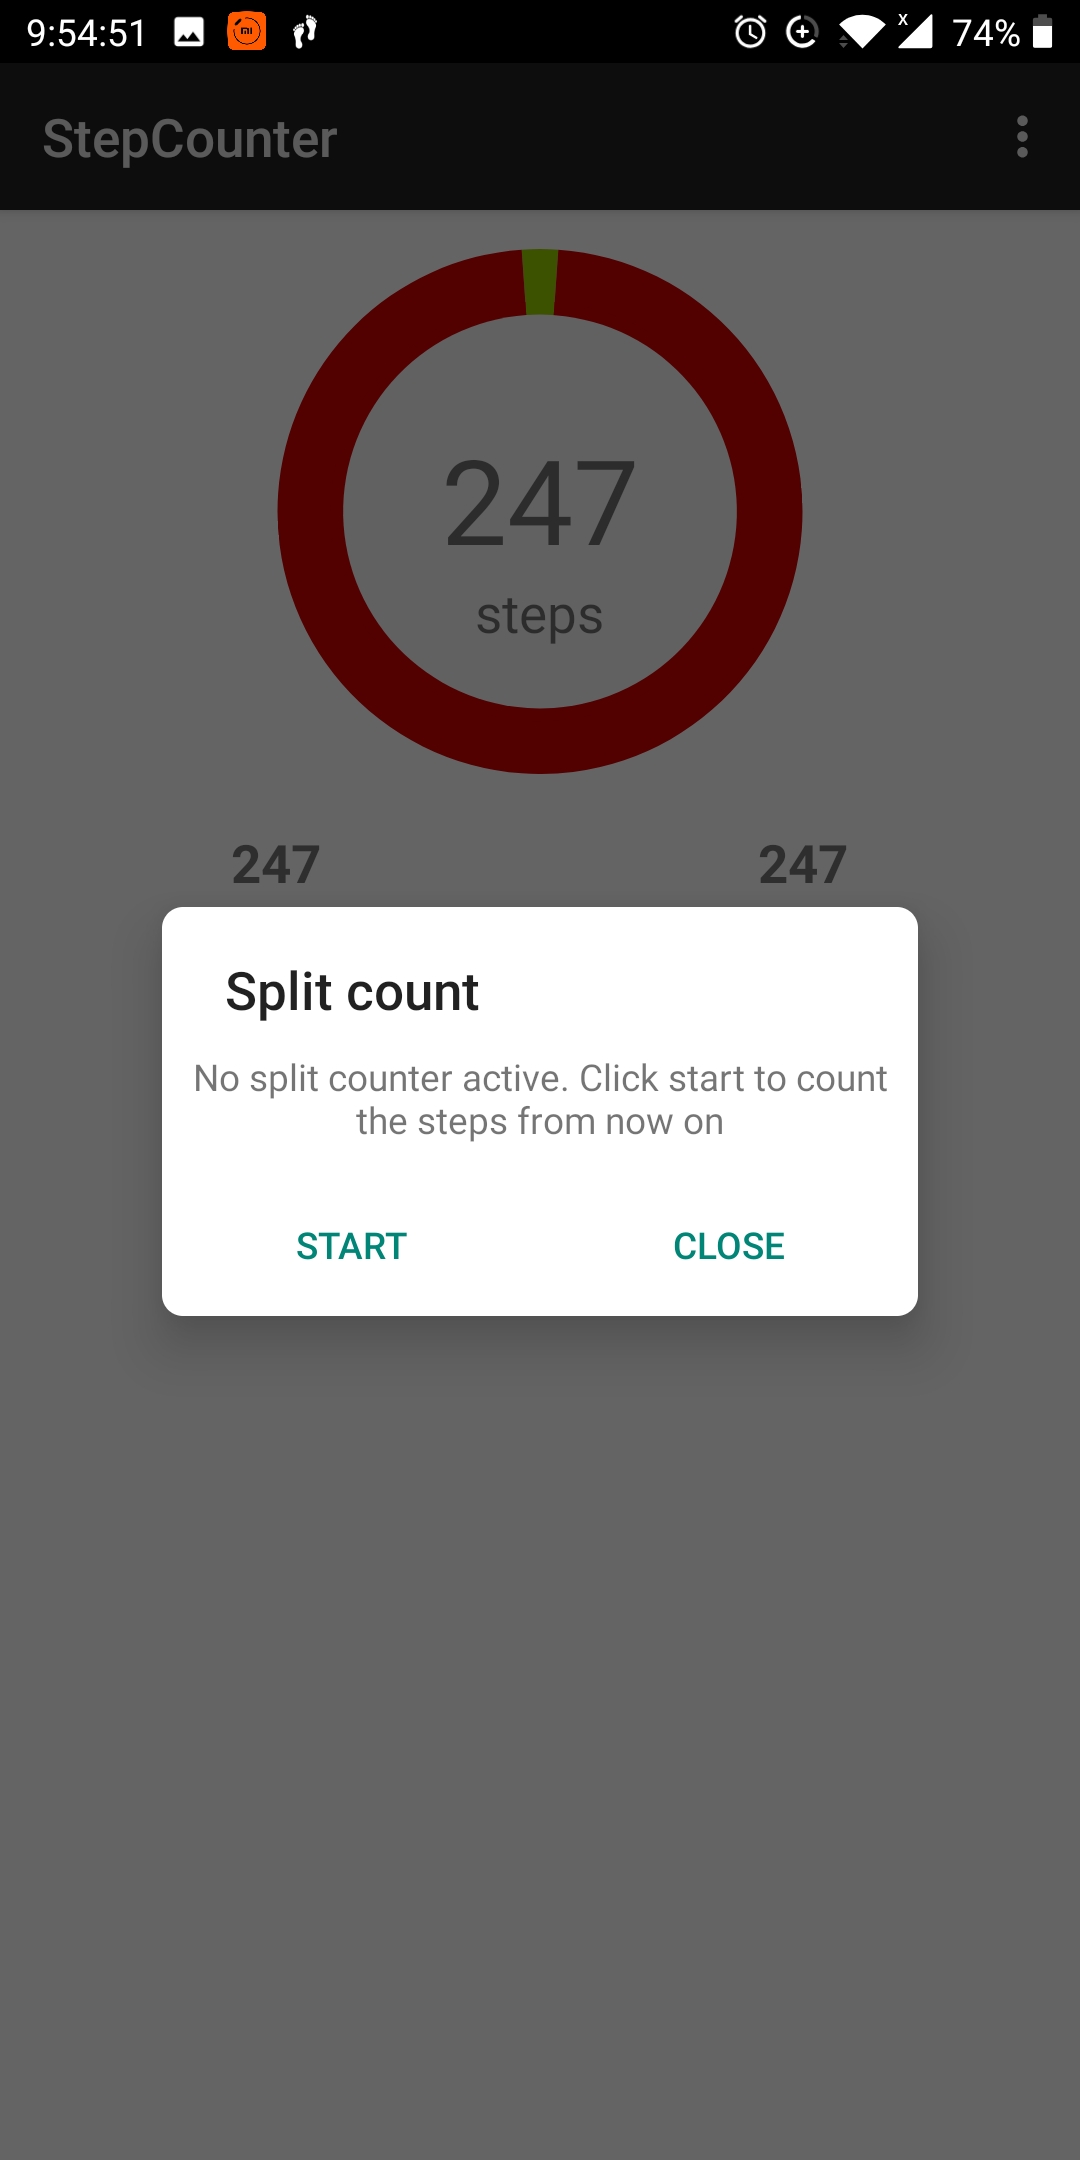 9:54:51 74%
StepCounter
247
steps
247 247
Split count
No split counter active. Click start to count
the steps from now on
START CLOSE